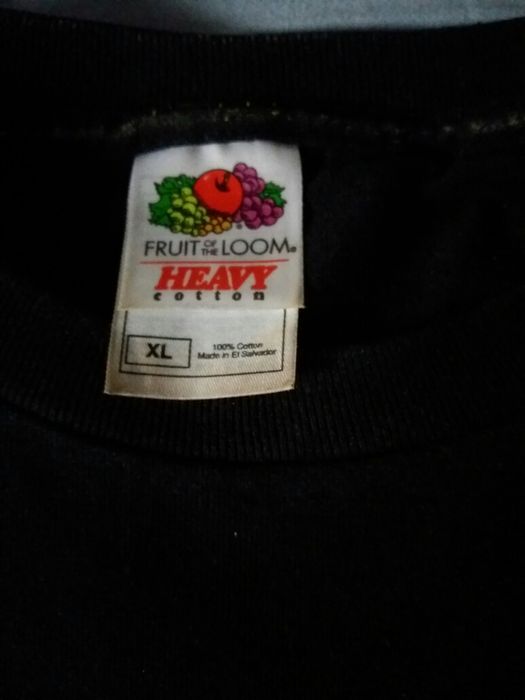 FRUIT OF THE LOOM®
HEAVY
cotton
XL
100% Cotton
Made in El Salvador